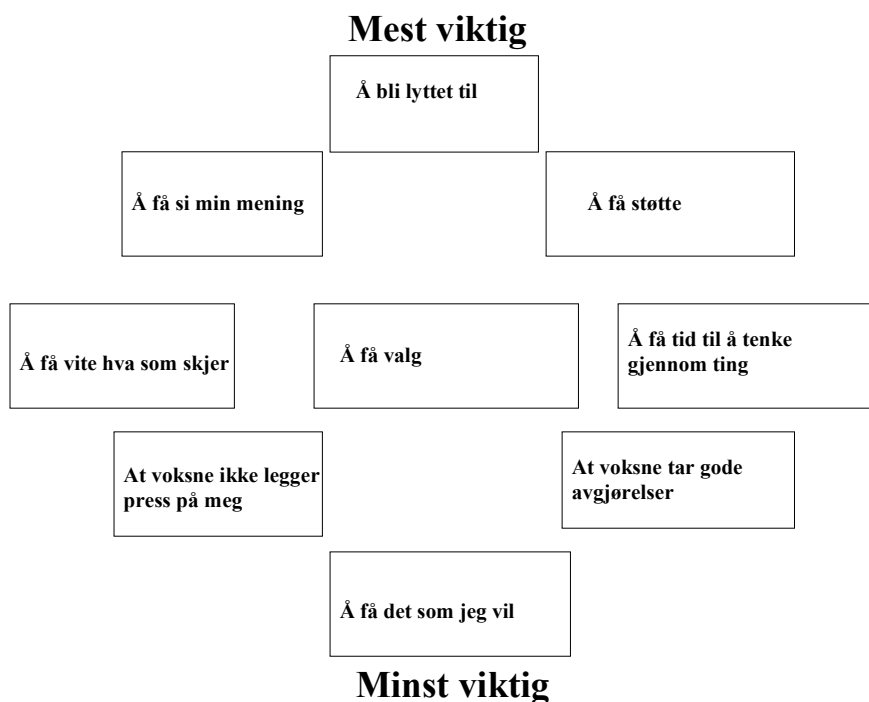 Mest viktig
Å bli lyttet til
Å få si min mening
Å få støtte
Å få vite hva som skjer
Å få valg
Å få tid til å tenke
gjennom ting
At voksne ikke legger
press på meg
At voksne tar gode
avgjørelser
Å få det som jeg vil
Minst viktig